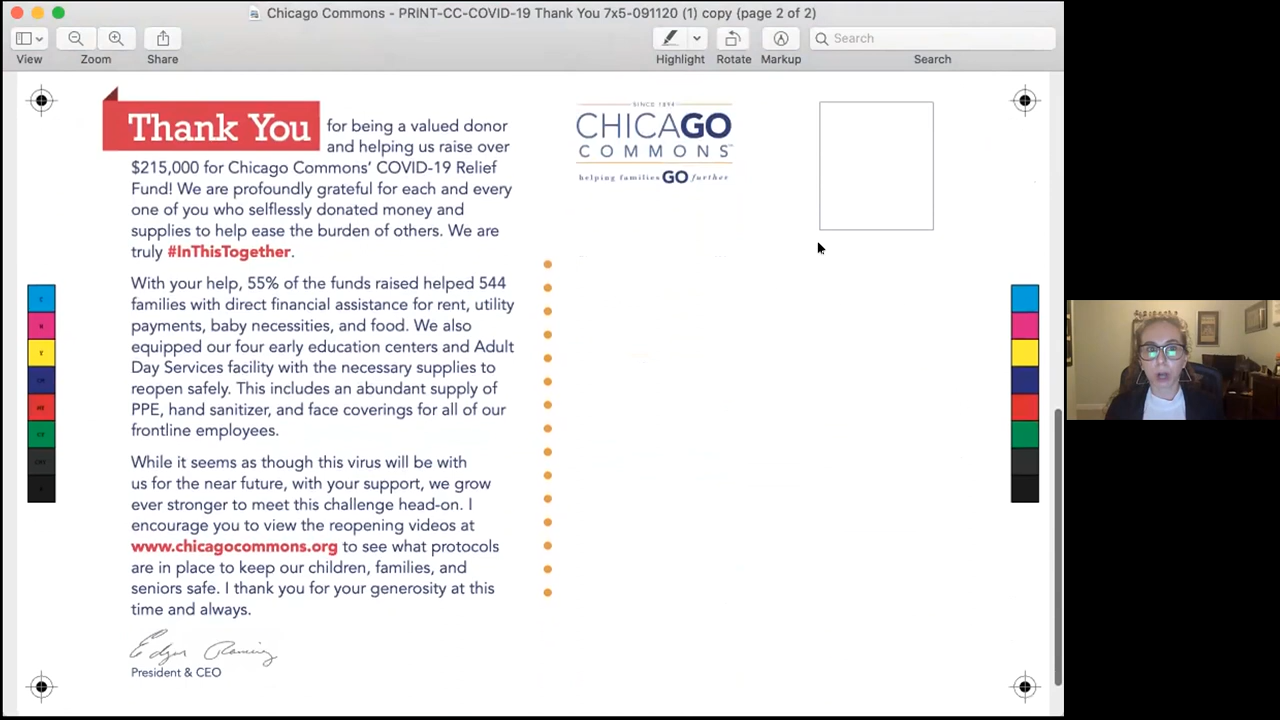 Chicago Commons - PRINT-CC-COVID-19 Thank You 7x5-091120 (1) copy (page 2 of 2)
Search
View
Zoom
Share
Highlight
Rotate
Markup
Search
Thank You for being a valued donor
and helping us raise over
$215,000 for Chicago Commons’ COVID-19 Relief
Fund! We are profoundly grateful for each and every
one of you who selflessly donated money and
supplies to help ease the burden of others. We are
truly #InThisTogether.
With your help, 55% of the funds raised helped 544
families with direct financial assistance for rent, utility
payments, baby necessities, and food. We also
equipped our four early education centers and Adult
Day Services facility with the necessary supplies to
reopen safely. This includes an abundant supply of
PPE, hand sanitizer, and face coverings for all of our
frontline employees.
While it seems as though this virus will be with
us for the near future, with your support, we grow
ever stronger to meet this challenge head-on. I
encourage you to view the reopening videos at
www.chicagocommons.org to see what protocols
are in place to keep our children, families, and
seniors safe. I thank you for your generosity at this
time and always.
President & CEO
SINCE 1894
CHICAGO
COMMONS™
helping families GO further